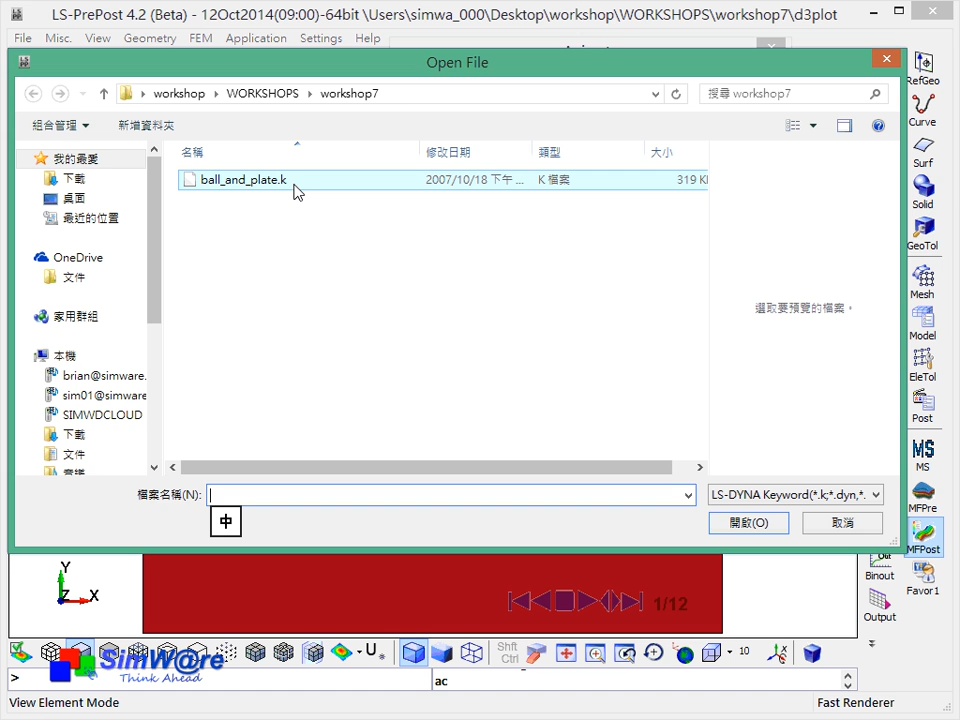 LS-PrePost 4.2 (Beta) - 12Oct2014(09:00)-64bit \Users\simwa_000\Desktop\workshop\WORKSHOPS\workshop7\d3plot
File Misc. View Geometry FEM Application Settings Help
Open File
workshop WORKSHOPS workshop7
搜尋 workshop7
組合管理 新增資料夾
名稱 修改日期 類型 大小
ball_and_plate.k 2007/10/18 下午 ... K 檔案 319 K
我的最愛
下載
桌面
最近的位置
OneDrive
文件
家用群組
本機
brian@simware.
sim01@simware
SIMWDCLOUD
下載
文件
選取要預覽的檔案。
檔案名稱(N):
LS-DYNA Keyword(*.k;*.dyn,*.
中
開啟(O) 取消
RefGeo
Curve
Surf
Solid
GeoTol
Mesh
Model
EleTol
Post
MS
MS
MFPre
MFPost
Out
Binout
Favor1
Output
Y
Z X
1/12
U
Shft
Ctrl
10
SimW@re
Think Ahead
>
ac
View Element Mode
Fast Renderer